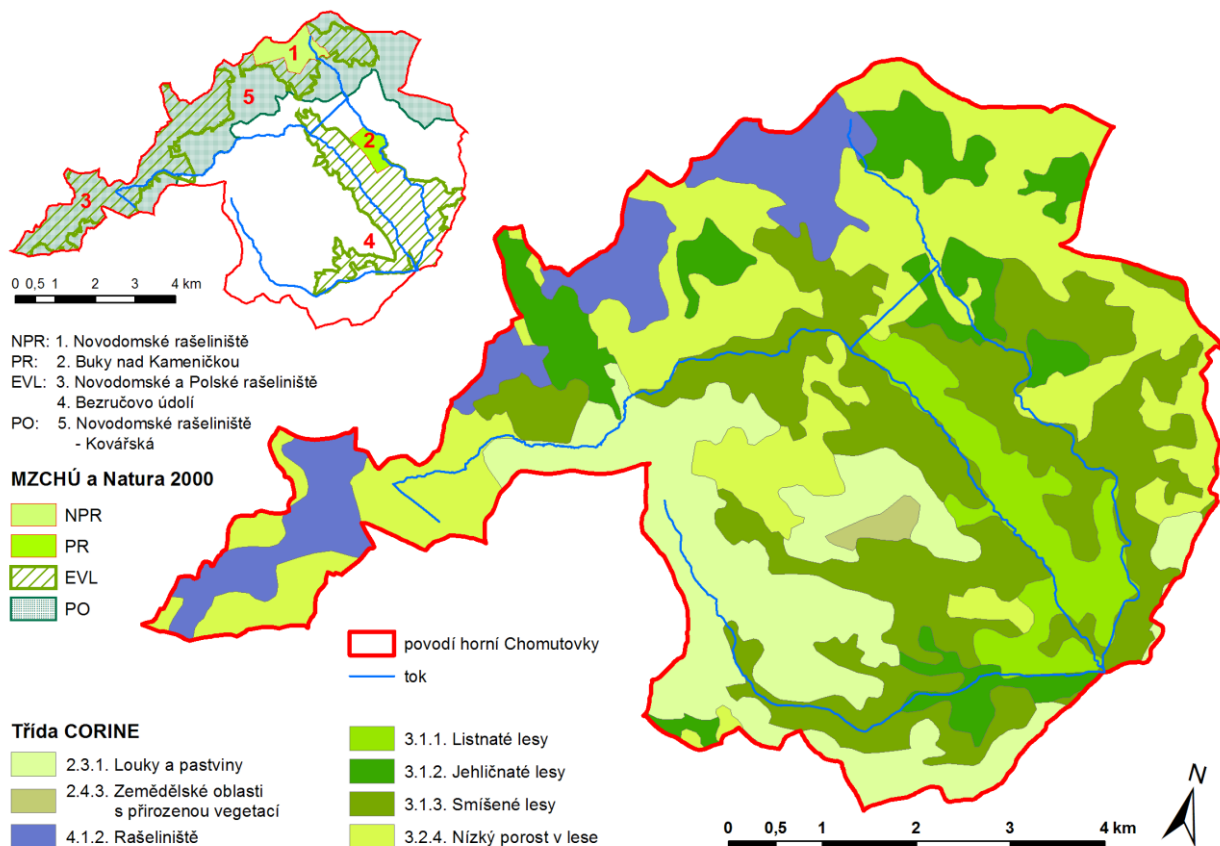 1
5
2
3
4
0 0,5 1 2 3 4 km
NPR: 1. Novodomské rašeliniště
PR: 2. Buky nad Kameničkou
EVL: 3. Novodomské a Polské rašeliniště
4. Bezručovo údolí
PO: 5. Novodomské rašeliniště
- Kovářská
MZCHÚ a Natura 2000
NPR
PR
EVL
PO
povodí horní Chomutovky
tok
Třída CORINE
2.3.1. Louky a pastviny
2.4.3. Zemědělské oblasti
s přirozenou vegetací
4.1.2. Rašeliniště
3.1.1. Listnaté lesy
3.1.2. Jehličnaté lesy
3.1.3. Smíšené lesy
3.2.4. Nízký porost v lese
0 0,5 1 2 3 4 km
N